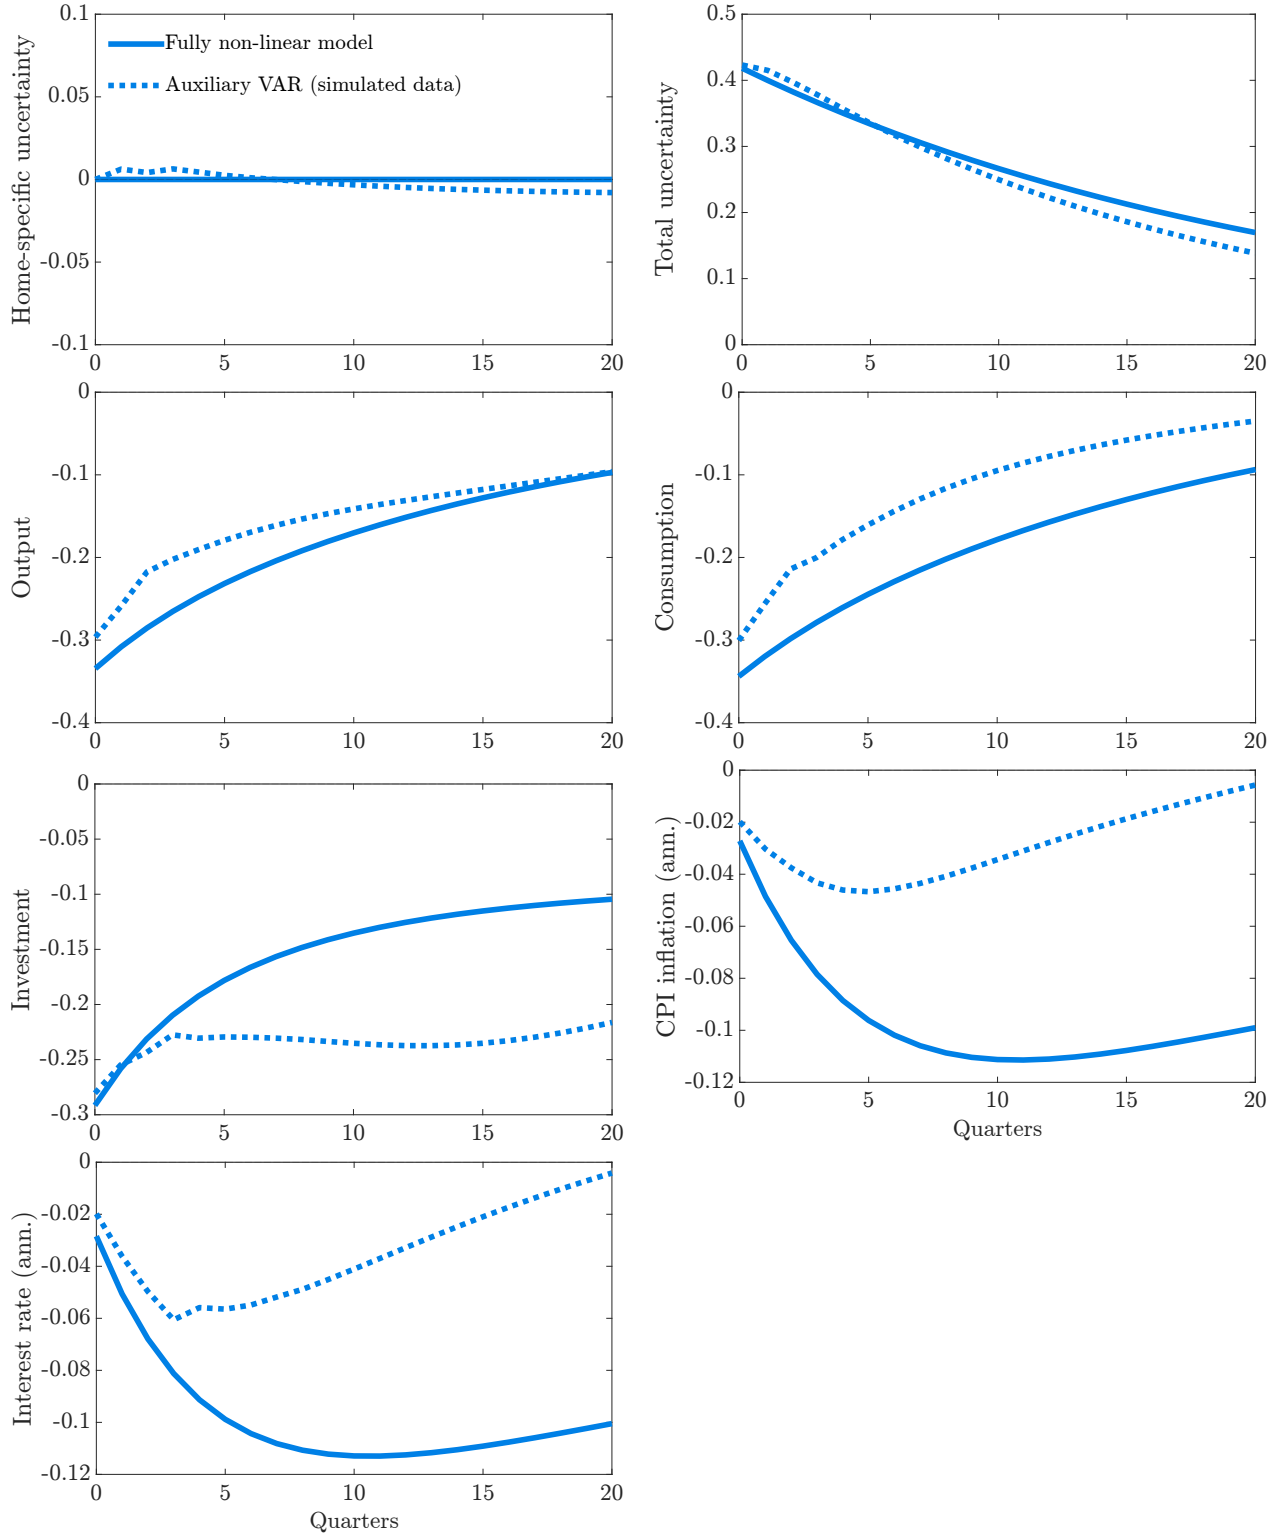 Home-specific uncertainty
0.1
0.05
0
-0.05
-0.1
Fully non-linear model
Auxiliary VAR (simulated data)
0 5 10 15 20
Total uncertainty
0.5
0.4
0.3
0.2
0.1
0
0 5 10 15 20
Output
0
-0.1
-0.2
-0.3
-0.4
0 5 10 15 20
Consumption
0
-0.1
-0.2
-0.3
-0.4
0 5 10 15 20
Investment
0
-0.05
-0.1
-0.15
-0.2
-0.25
-0.3
0 5 10 15 20
CPI inflation (ann.)
0
-0.02
-0.04
-0.06
-0.08
-0.1
-0.12
0 5 10 15 20
Quarters
Interest rate (ann.)
0
-0.02
-0.04
-0.06
-0.08
-0.1
-0.12
0 5 10 15 20
Quarters